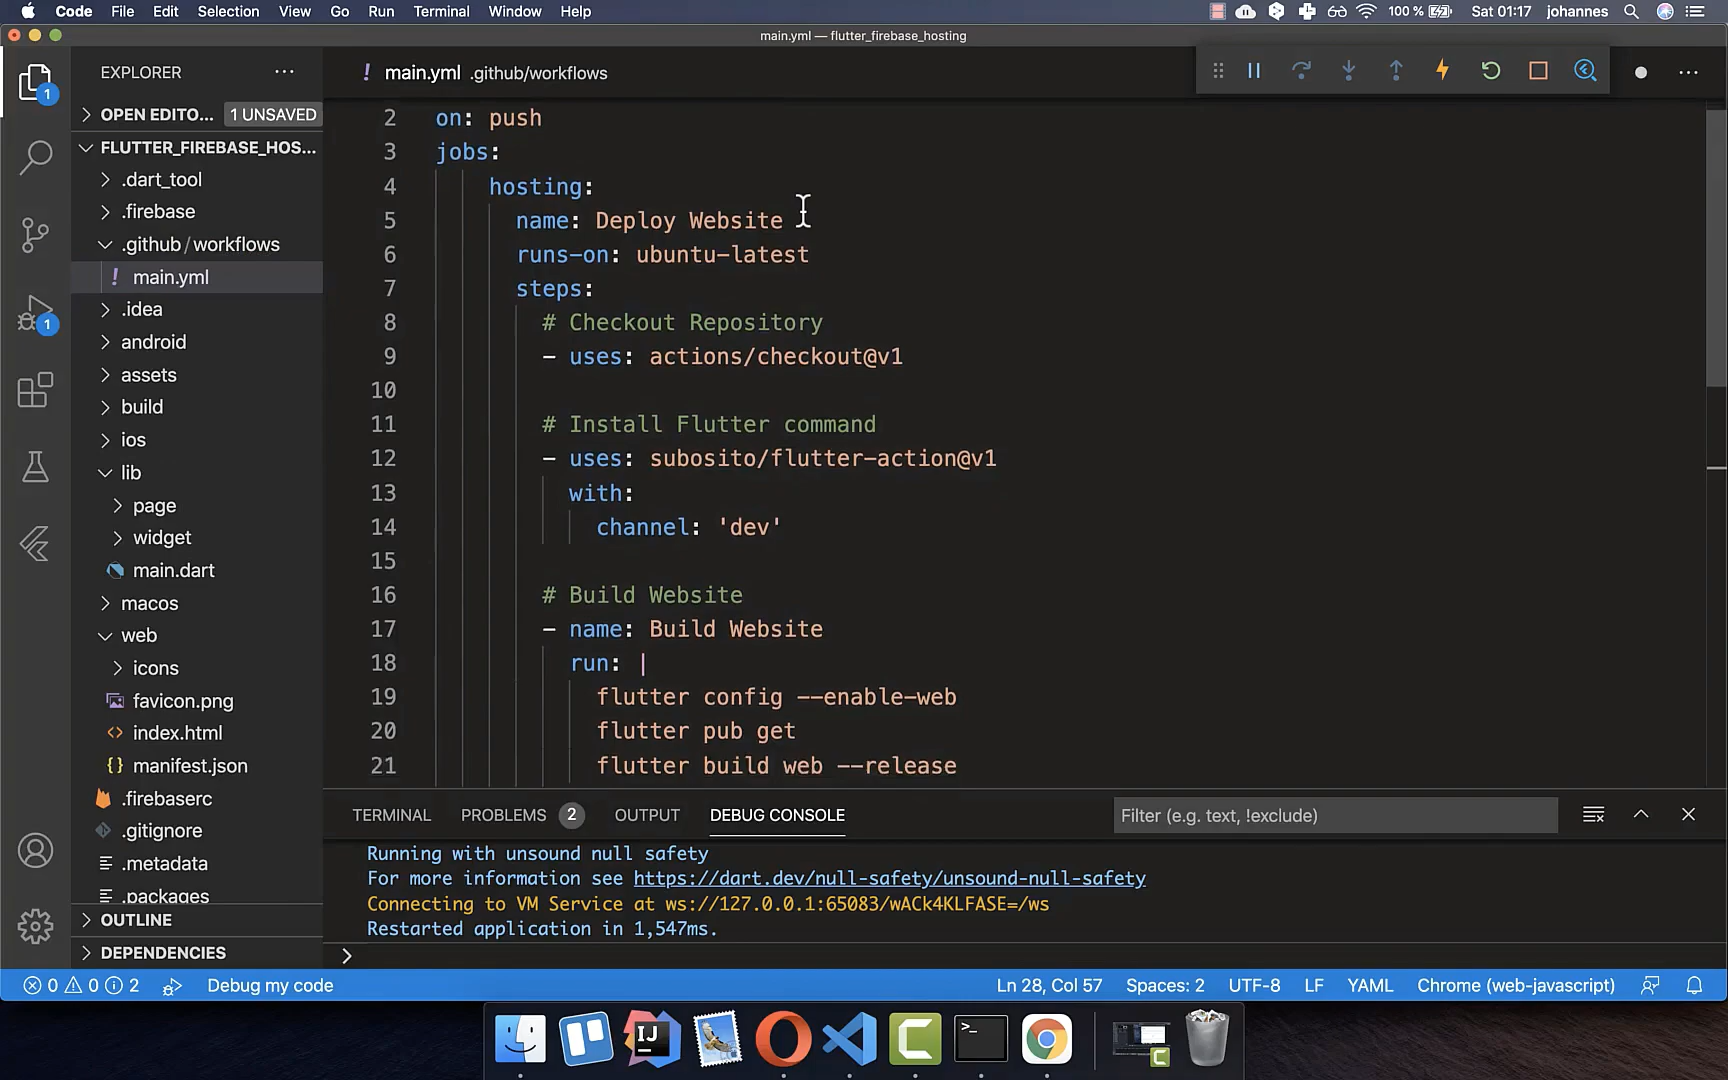 Code File Edit Selection View Go Run Terminal Window Help 100 % Sat 01:17 johannes
main.yml — flutter_firebase_hosting
EXPLORER
! main.yml .github/workflows
1
OPEN EDITO... 1 UNSAVED
FLUTTER_FIREBASE_HOS...
.dart_tool
.firebase
.github/workflows
! main.yml
.idea
1
android
assets
build
ios
lib
page
widget
main.dart
macos
web
icons
favicon.png
index.html
manifest.json
.firebaserc
.gitignore
.metadata
.packages
OUTLINE
DEPENDENCIES
2 on: push
3 jobs:
4 hosting:
5 name: Deploy Website
6 runs-on: ubuntu-latest
7 steps:
8 # Checkout Repository
9 - uses: actions/checkout@v1
10
11 # Install Flutter command
12 - uses: subosito/flutter-action@v1
13 with:
14 channel: 'dev'
15
16 # Build Website
17 - name: Build Website
18 run: |
19 flutter config --enable-web
20 flutter pub get
21 flutter build web --release
TERMINAL PROBLEMS 2 OUTPUT DEBUG CONSOLE Filter (e.g. text, !exclude)
Running with unsound null safety
For more information see https://dart.dev/null-safety/unsound-null-safety
Connecting to VM Service at ws://127.0.0.1:65083/wACk4KLFASE=/ws
Restarted application in 1,547ms.
0 0 2 Debug my code Ln 28, Col 57 Spaces: 2 UTF-8 LF YAML Chrome (web-javascript)
IJ
>_